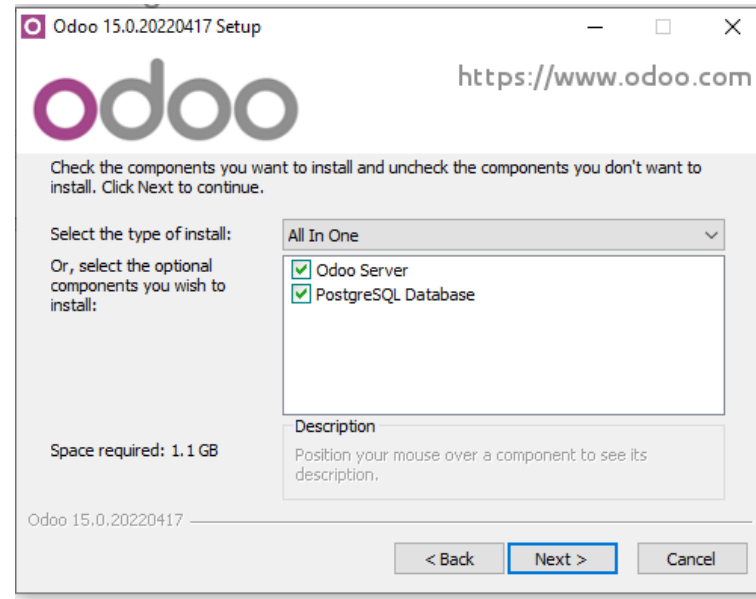 Odoo 15.0.20220417 Setup
odoo
https://www.odoo.com
Check the components you want to install and uncheck the components you don't want to
install. Click Next to continue.
Select the type of install:
All In One
Or, select the optional
components you wish to
install:
Odoo Server
PostgreSQL Database
Space required: 1.1 GB
Description
Position your mouse over a component to see its
description.
Odoo 15.0.20220417
< Back
Next >
Cancel